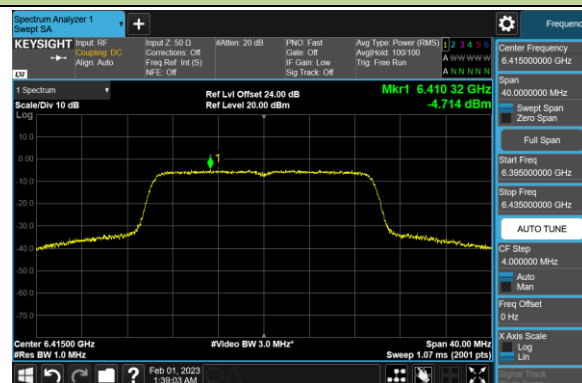 Spectrum Analyzer 1
Swept SA
Frequency
KEYSIGHT
Input: RF
Coupling: DC
Align: Auto
Input Z: 50 Ω
Corrections: Off
Freq Ref: Int (S)
NFE: Off
#Atten: 20 dB
PNO: Fast
Gate: Off
IF Gain: Low
Sig Track: Off
Avg Type: Power (RMS)
Avg|Hold: 100/100
Trig: Free Run
1 2 3 4 5 6
A W W W W W
A N N N N N
LXI
1 Spectrum
Scale/Div 10 dB
Log
Ref Lvl Offset 24.00 dB
Ref Level 20.00 dBm
Mkr1 6.410 32 GHz
-4.714 dBm
10.0
0.00
-10.0
-20.0
-30.0
-40.0
-50.0
-60.0
-70.0
1
Center 6.41500 GHz
#Res BW 1.0 MHz
#Video BW 3.0 MHz*
Span 40.00 MHz
Sweep 1.07 ms (2001 pts)
Feb 01, 2023
1:39:03 AM
Center Frequency
6.415000000 GHz
Span
40.0000000 MHz
Swept Span
Zero Span
Full Span
Start Freq
6.395000000 GHz
Stop Freq
6.435000000 GHz
AUTO TUNE
CF Step
4.000000 MHz
Auto
Man
Freq Offset
0 Hz
X Axis Scale
Log
Lin
Signal Track